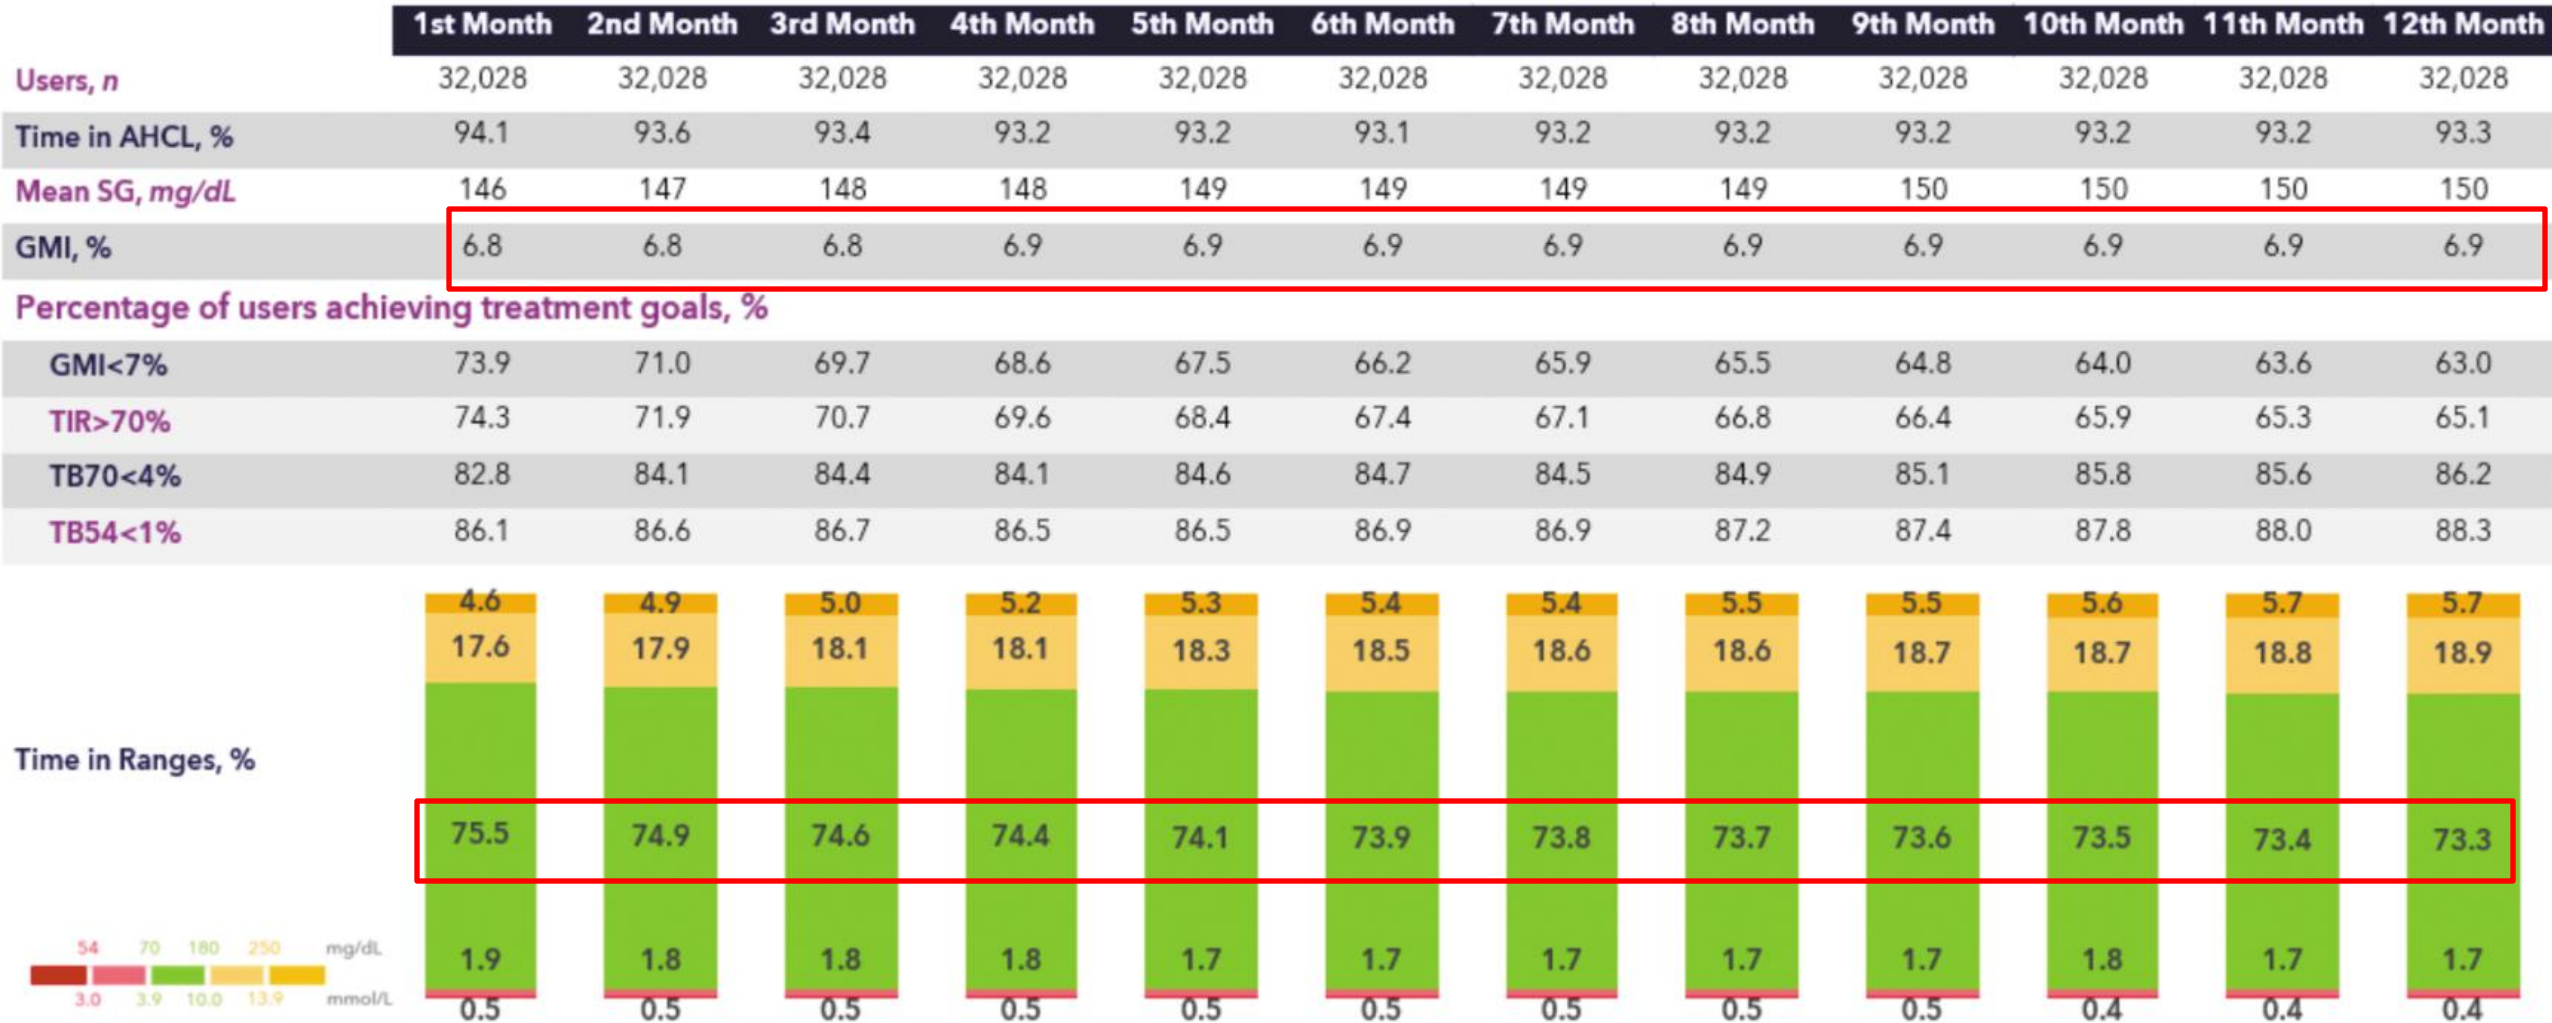 1st Month 2nd Month 3rd Month 4th Month 5th Month 6th Month 7th Month 8th Month 9th Month 10th Month 11th Month 12th Month
Users, n 32,028 32,028 32,028 32,028 32,028 32,028 32,028 32,028 32,028 32,028 32,028 32,028
Time in AHCL, % 94.1 93.6 93.4 93.2 93.2 93.1 93.2 93.2 93.2 93.2 93.2 93.3
Mean SG, mg/dL 146 147 148 148 149 149 149 149 150 150 150 150
GMI, % 6.8 6.8 6.8 6.9 6.9 6.9 6.9 6.9 6.9 6.9 6.9 6.9
Percentage of users achieving treatment goals, %
GMI<7% 73.9 71.0 69.7 68.6 67.5 66.2 65.9 65.5 64.8 64.0 63.6 63.0
TIR>70% 74.3 71.9 70.7 69.6 68.4 67.4 67.1 66.8 66.4 65.9 65.3 65.1
TB70<4% 82.8 84.1 84.4 84.1 84.6 84.7 84.5 84.9 85.1 85.8 85.6 86.2
TB54<1% 86.1 86.6 86.7 86.5 86.5 86.9 86.9 87.2 87.4 87.8 88.0 88.3
4.6 4.9 5.0 5.2 5.3 5.4 5.4 5.5 5.5 5.6 5.7 5.7
17.6 17.9 18.1 18.1 18.3 18.5 18.6 18.6 18.7 18.7 18.8 18.9
Time in Ranges, %
75.5 74.9 74.6 74.4 74.1 73.9 73.8 73.7 73.6 73.5 73.4 73.3
54 70 180 250 mg/dL
1.9 1.8 1.8 1.8 1.7 1.7 1.7 1.7 1.7 1.8 1.7 1.7
3.0 3.9 10.0 13.9 mmol/L
0.5 0.5 0.5 0.5 0.5 0.5 0.5 0.5 0.5 0.4 0.4 0.4